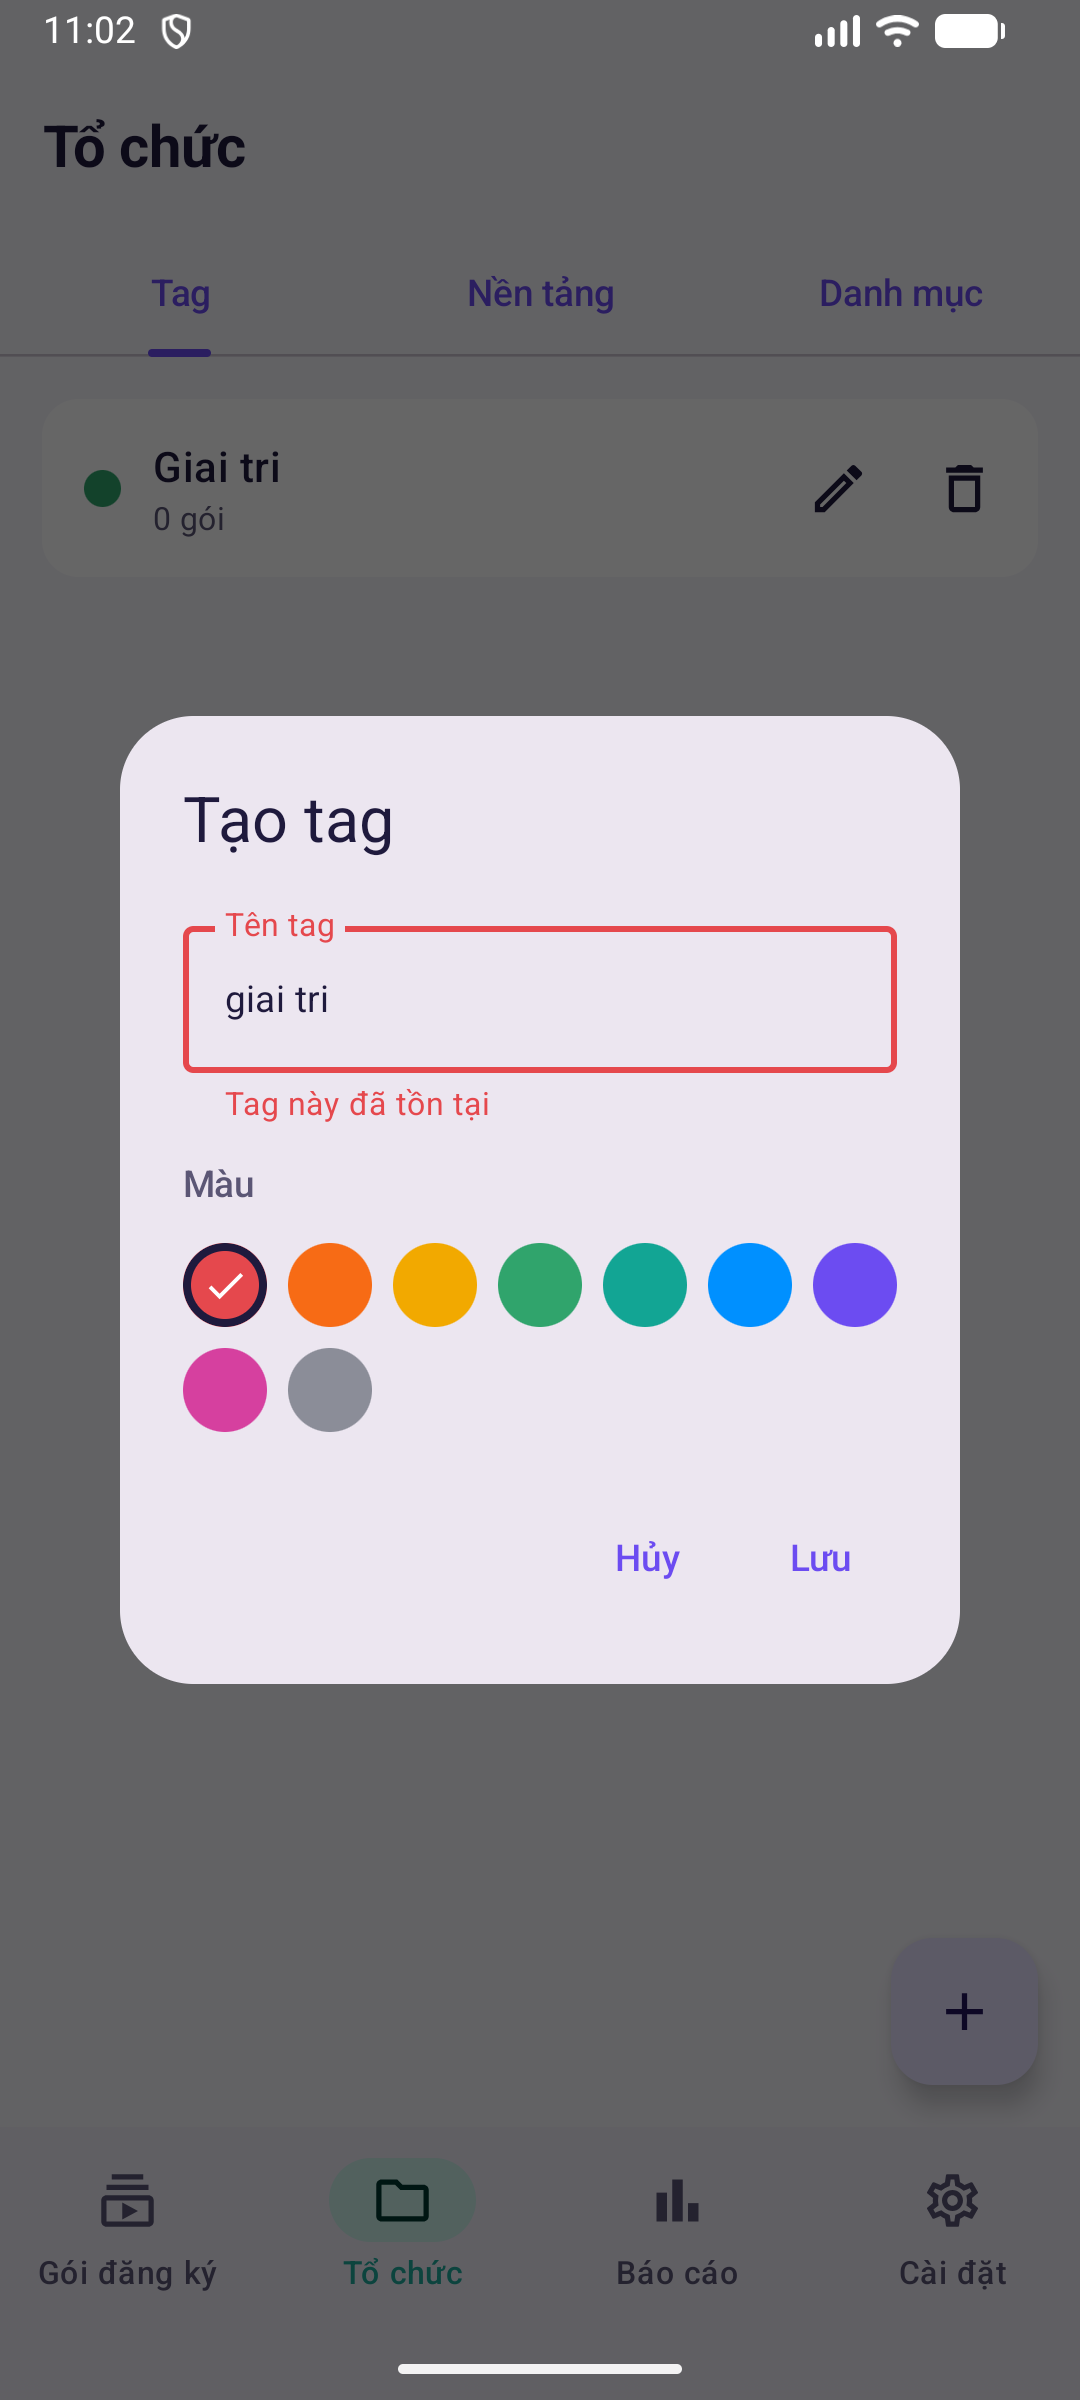 11:02
Tổ chức
Tag
Nền tảng
Danh mục
Giai tri
0 gói
Tạo tag
Tên tag
giai tri
Tag này đã tồn tại
Màu
Hủy
Lưu
Gói đăng ký
Tổ chức
Báo cáo
Cài đặt